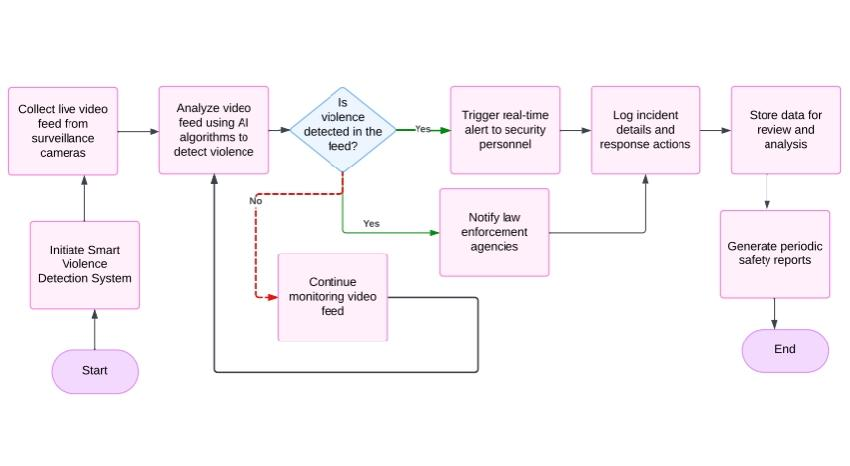 Collect live video
feed from
surveillance
cameras
Analyze video
feed using AI
algorithms to
detect violence
Is
violence
detected in the
feed?
Yes
Trigger real-time
alert to security
personnel
Log incident
details and
response actions
Store data for
review and
analysis
No
Yes
Notify law
enforcement
agencies
Initiate Smart
Violence
Detection System
Continue
monitoring video
feed
Generate periodic
safety reports
Start
End